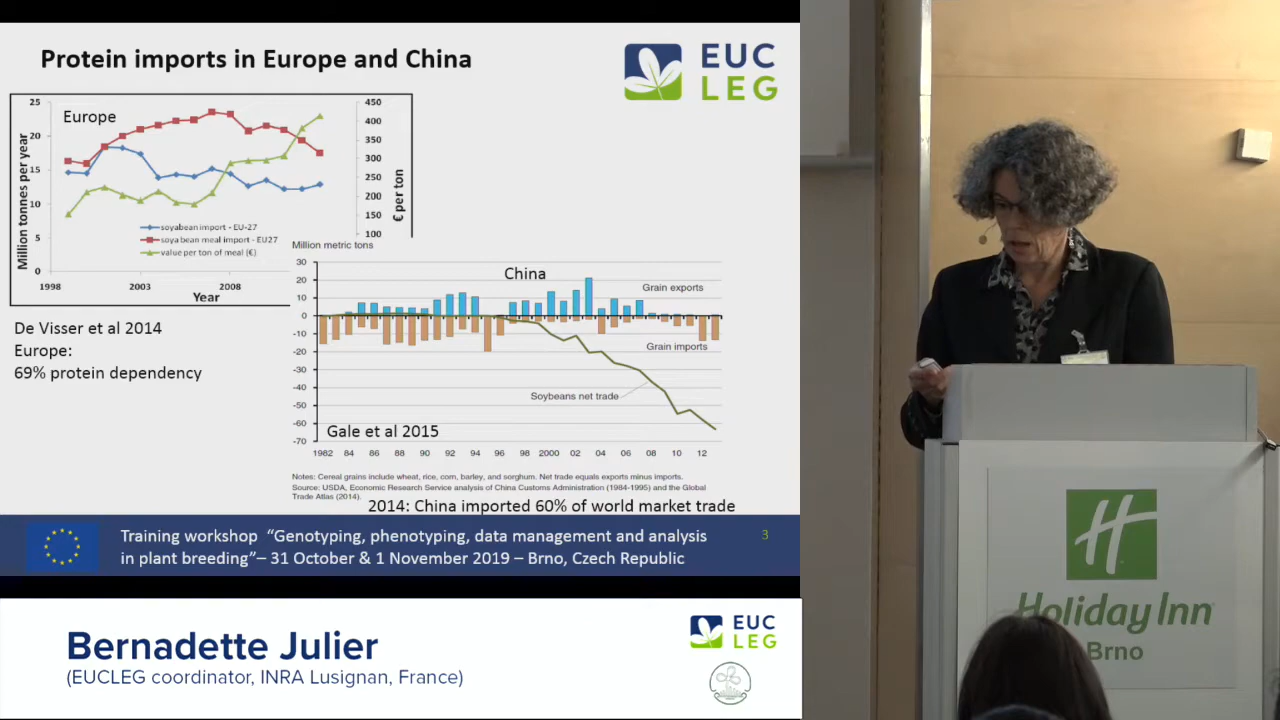 Protein imports in Europe and China
EUC
LEG
25
20
15
10
5
0
Million tonnes per year
Europe
450
400
350
300
250
200
150
100
€ per ton
soyabean import - EU-27
soyabean meal import - EU27
value per ton of meal (€)
1998
2003
2008
Year
De Visser et al 2014
Europe:
69% protein dependency
Million metric tons
30
20
10
0
-10
-20
-30
-40
-50
-60
-70
China
Grain exports
Grain imports
Soybeans net trade
Gale et al 2015
1982 84 86 88 90 92 94 96 98 2000 02 04 06 08 10 12
Notes: Cereal grains include wheat, rice, corn, barley, and sorghum. Net trade equals exports minus imports.
Source: USDA, Economic Research Service analysis of China Customs Administration (1984-1995) and the Global
Trade Atlas (2014).
2014: China imported 60% of world market trade
Training workshop “Genotyping, phenotyping, data management and analysis
in plant breeding”– 31 October & 1 November 2019 – Brno, Czech Republic
3
Bernadette Julier
(EUCLEG coordinator, INRA Lusignan, France)
EUC
LEG
H
Holiday Inn
Brno